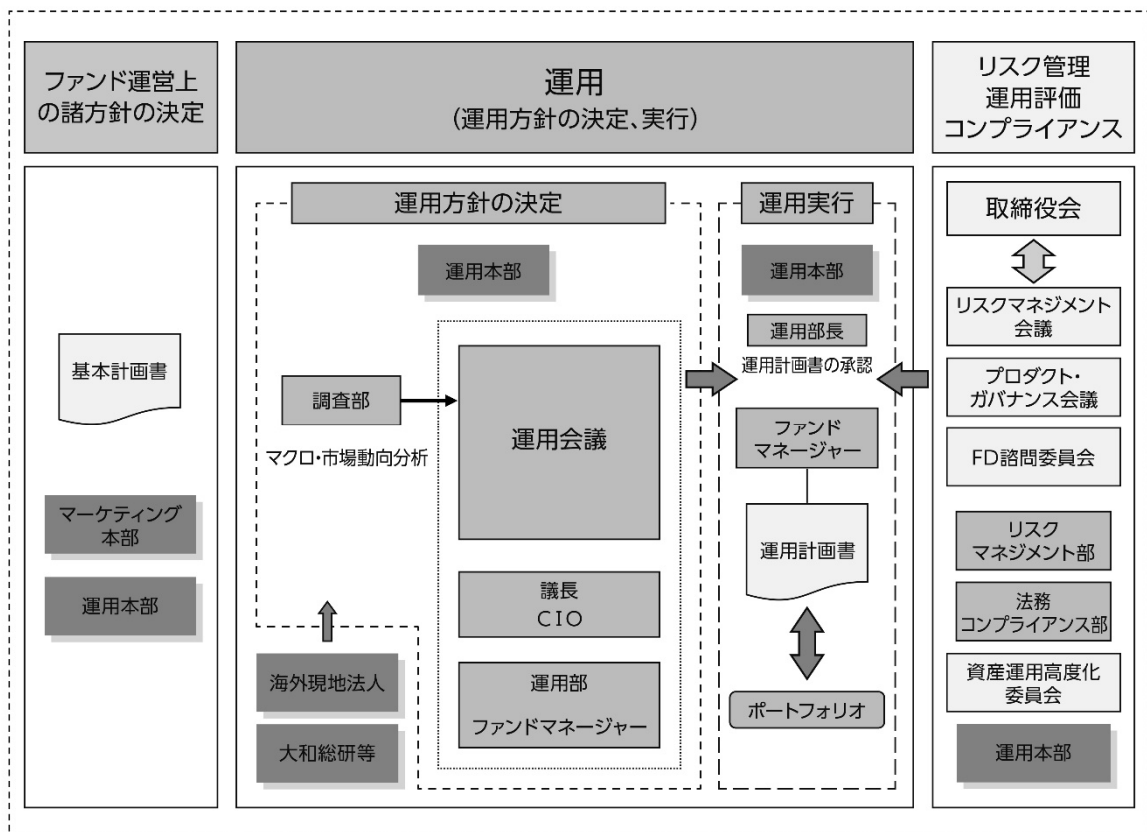 ファンド運営上
の諸方針の決定
運用
(運用方針の決定、実行)
リスク管理
運用評価
コンプライアンス
基本計画書
マーケティング
本部
運用本部
運用方針の決定
運用本部
調査部
マクロ・市場動向分析
運用会議
議長
CIO
運用部
ファンドマネージャー
海外現地法人
大和総研等
運用実行
運用本部
運用部長
運用計画書の承認
ファンド
マネージャー
運用計画書
ポートフォリオ
取締役会
リスクマネジメント
会議
プロダクト・
ガバナンス会議
FD諮問委員会
リスク
マネジメント部
法務
コンプライアンス部
資産運用高度化
委員会
運用本部